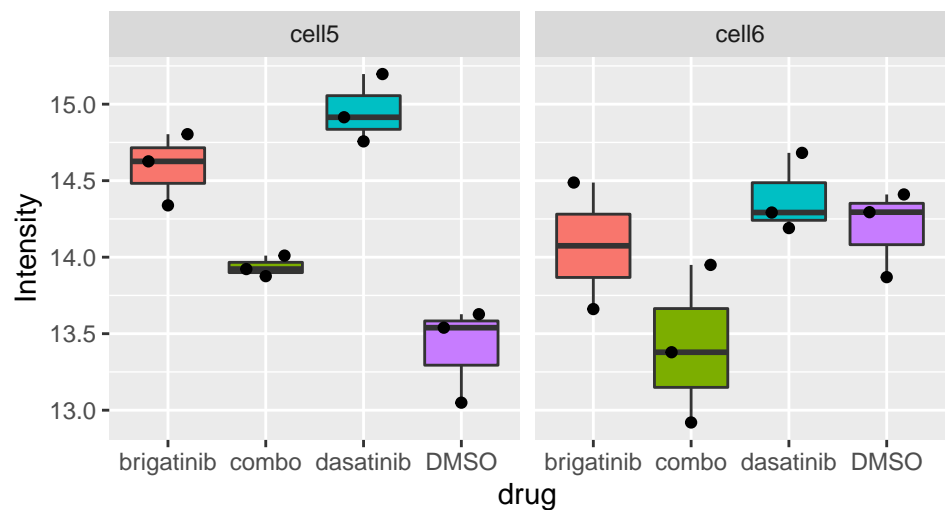 cell5 cell6
Intensity
15.0
14.5
14.0
13.5
13.0
brigatinib combo dasatinib DMSO brigatinib combo dasatinib DMSO
drug